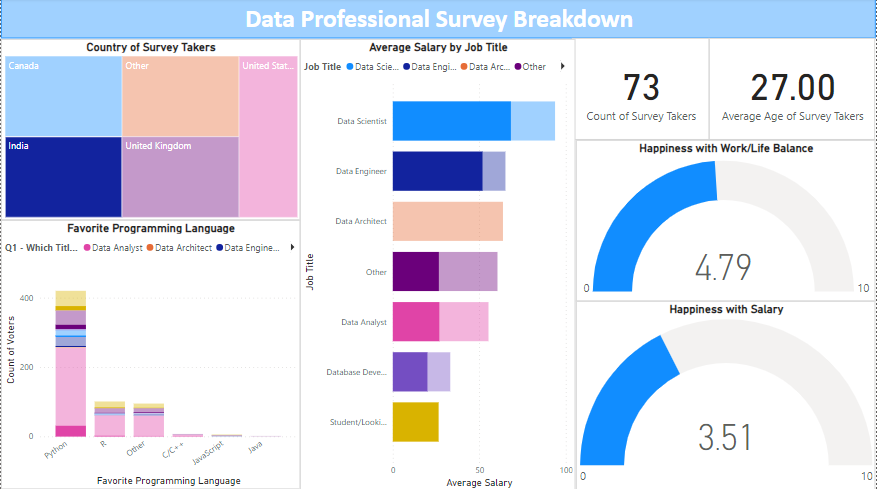 Data Professional Survey Breakdown
Country of Survey Takers
Canada
Other
United Stat...
India
United Kingdom
Favorite Programming Language
Q1 - Which Titl...
Data Analyst
Data Architect
Data Engine...
Count of Voters
400
200
0
Python
R
Other
C/C++
JavaScript
Java
Favorite Programming Language
Average Salary by Job Title
Job Title
Data Scie...
Data Engi...
Data Arc...
Other
Job Title
Data Scientist
Data Engineer
Data Architect
Other
Data Analyst
Database Deve...
Student/Looki...
0
50
100
Average Salary
73
Count of Survey Takers
27.00
Average Age of Survey Takers
Happiness with Work/Life Balance
4.79
0
10
Happiness with Salary
3.51
0
10